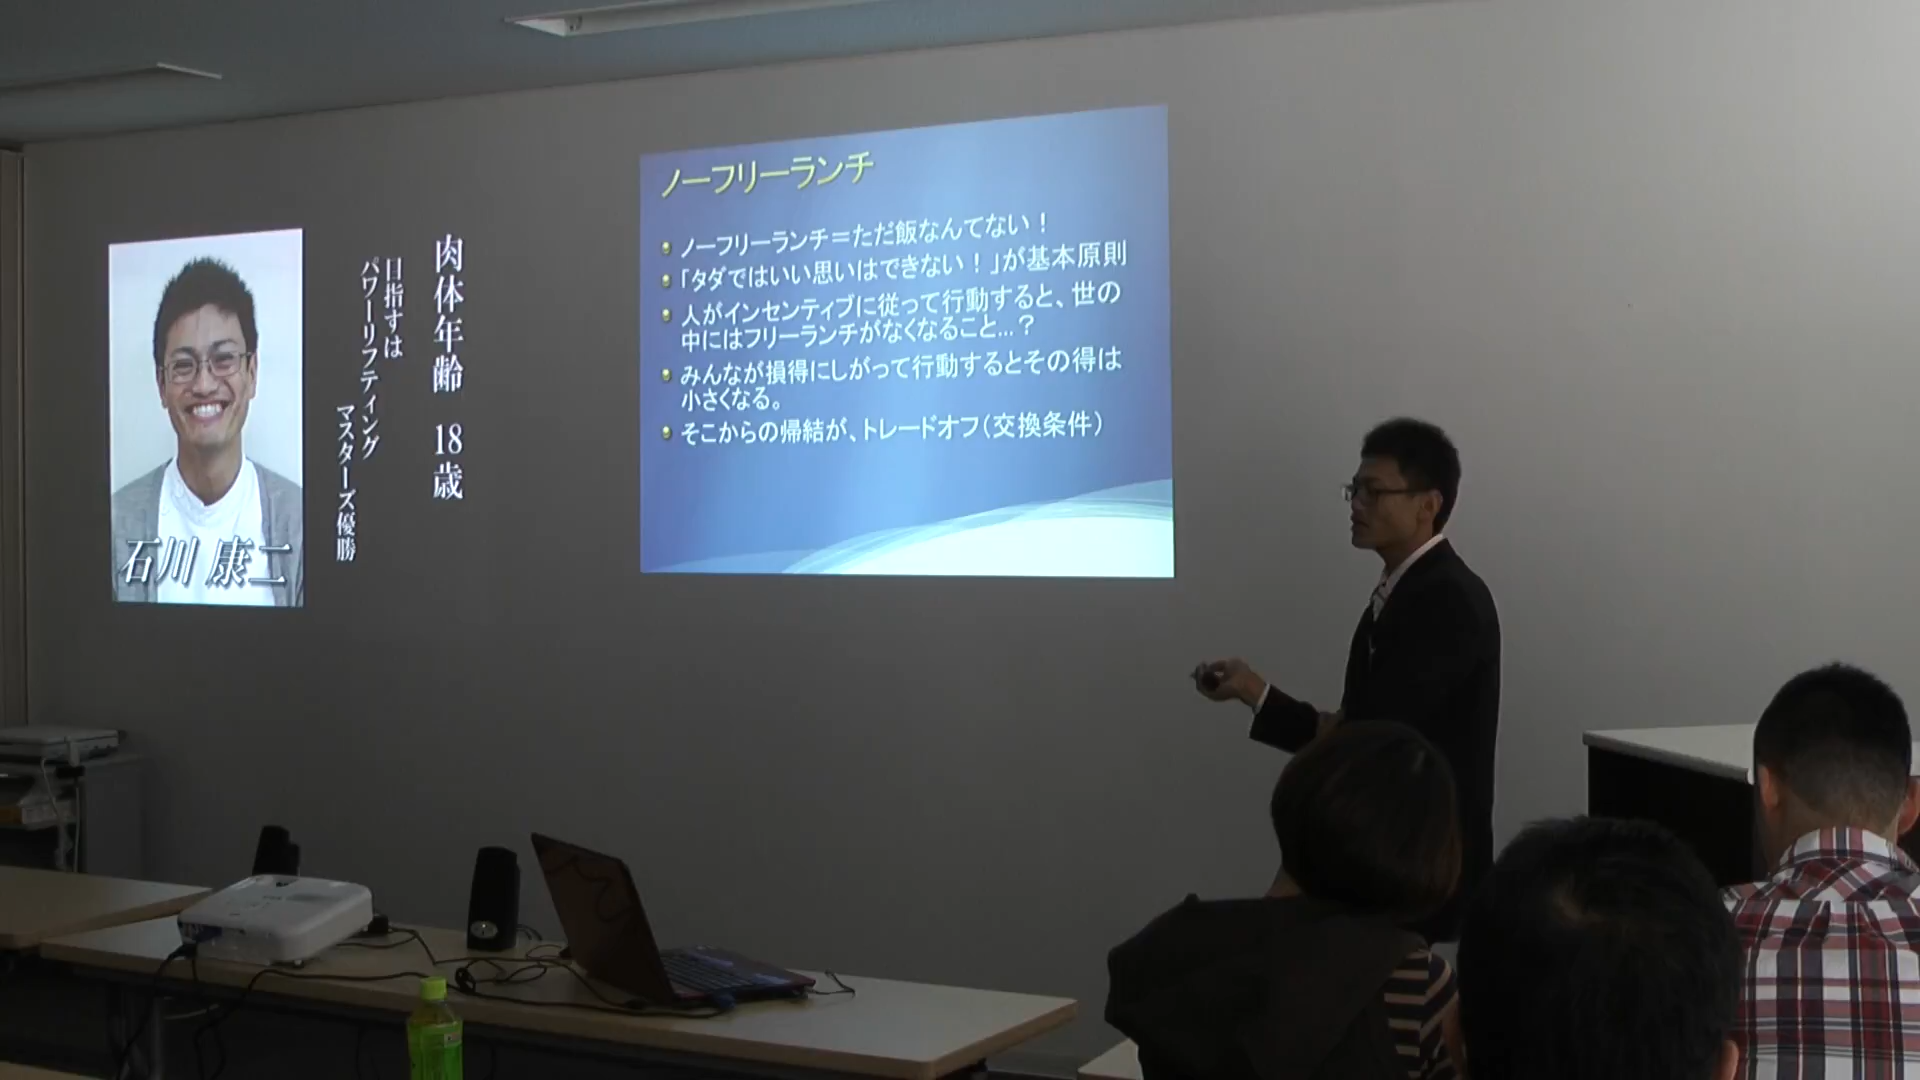 肉体年齢 18歳
目指すは
パワーリフティング
マスターズ優勝
石川 康二
ノーフリーランチ
ノーフリーランチ＝ただ飯なんてない！
「タダではいい思いはできない！」が基本原則
人がインセンティブに従って行動すると、世の
中にはフリーランチがなくなること…？
みんなが損得にしがって行動するとその得は
小さくなる。
そこからの帰結が、トレードオフ（交換条件）